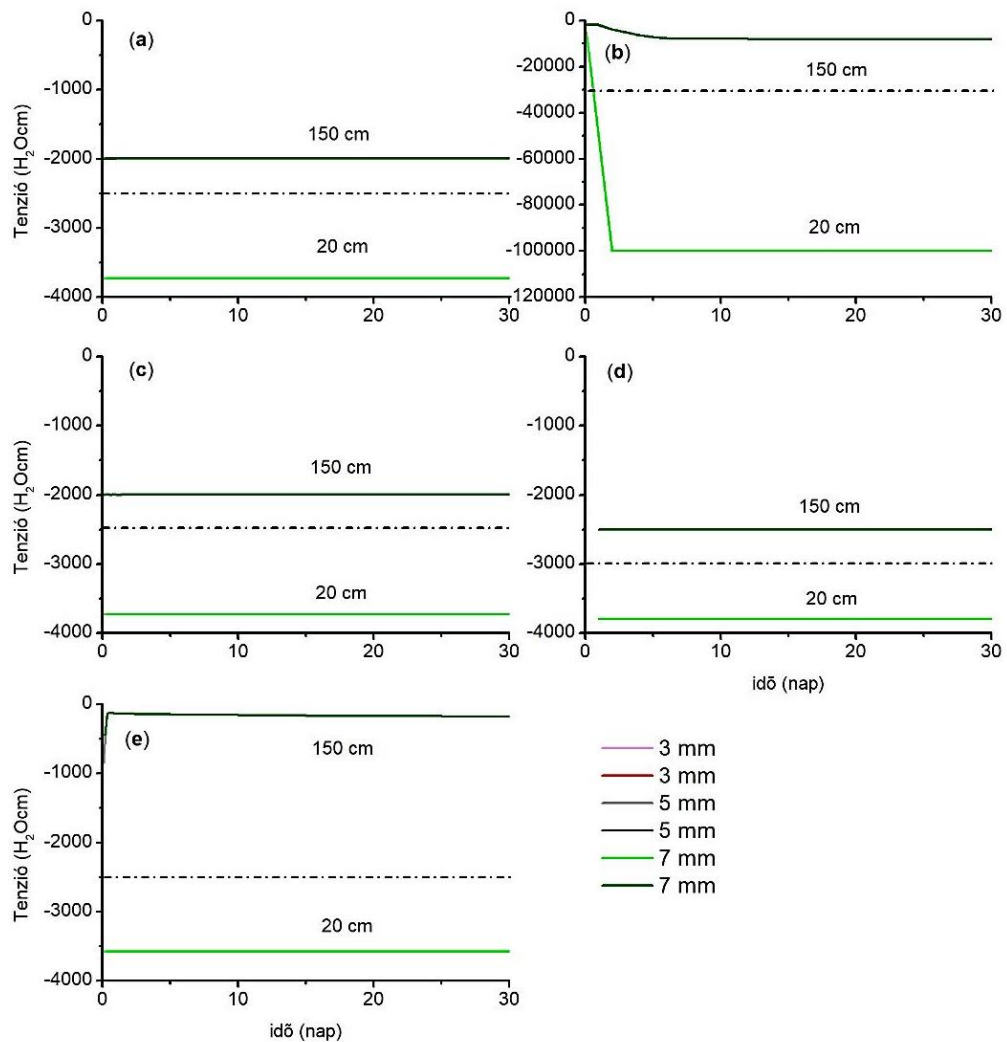 (a)
0
-1000
-2000
-3000
-4000
Tenzió (H₂Ocm)
150 cm
20 cm
0 10 20 30
(b)
0
-20000
-40000
-60000
-80000
-100000
-120000
150 cm
20 cm
0 10 20 30
(c)
0
-1000
-2000
-3000
-4000
Tenzió (H₂Ocm)
150 cm
20 cm
0 10 20 30
(d)
0
-1000
-2000
-3000
-4000
150 cm
20 cm
0 10 20 30
idõ (nap)
(e)
0
-1000
-2000
-3000
-4000
Tenzió (H₂Ocm)
150 cm
20 cm
0 10 20 30
idõ (nap)
3 mm
3 mm
5 mm
5 mm
7 mm
7 mm